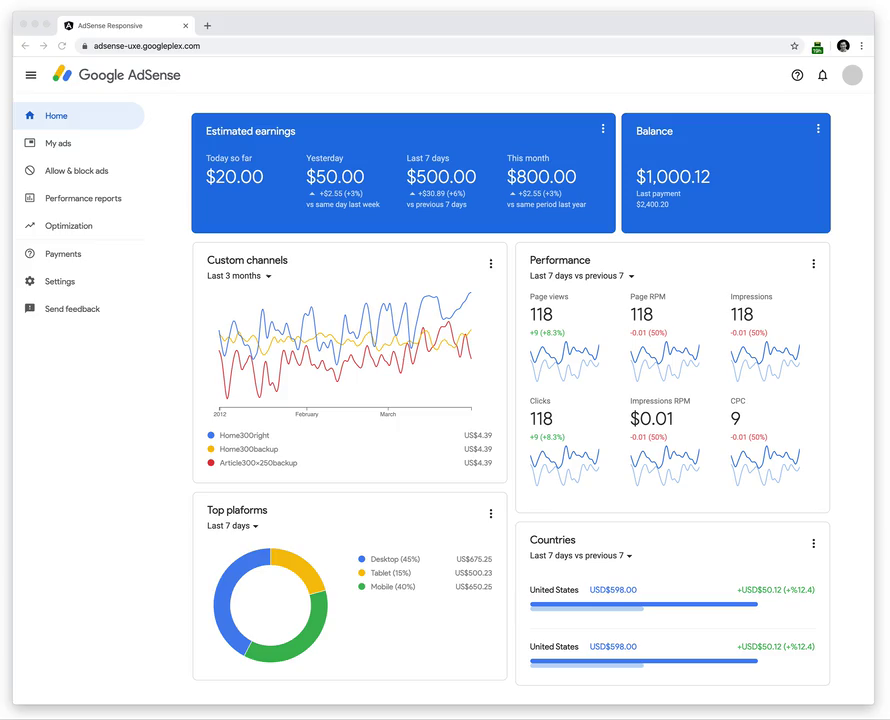 AdSense Responsive
adsense-uxe.googleplex.com
19h
Google AdSense
Home
My ads
Allow & block ads
Performance reports
Optimization
Payments
Settings
Send feedback
Estimated earnings
Today so far
$20.00
Yesterday
$50.00
+$2.55 (+3%)
vs same day last week
Last 7 days
$500.00
+$30.89 (+6%)
vs previous 7 days
This month
$800.00
+$2.55 (+3%)
vs same period last year
Balance
$1,000.12
Last payment
$2,400.20
Custom channels
Last 3 months
2012 February March
Home300right US$4.39
Home300backup US$4.39
Article300×250backup US$4.39
Performance
Last 7 days vs previous 7
Page views
118
+9 (+8.3%)
Page RPM
118
-0.01 (50%)
Impressions
118
-0.01 (50%)
Clicks
118
+9 (+8.3%)
Impressions RPM
$0.01
-0.01 (50%)
CPC
9
-0.01 (50%)
Top plaforms
Last 7 days
Desktop (45%) US$675.25
Tablet (15%) US$500.23
Mobile (40%) US$650.25
Countries
Last 7 days vs previous 7
United States USD$598.00 +USD$50.12 (+%12.4)
United States USD$598.00 +USD$50.12 (+%12.4)